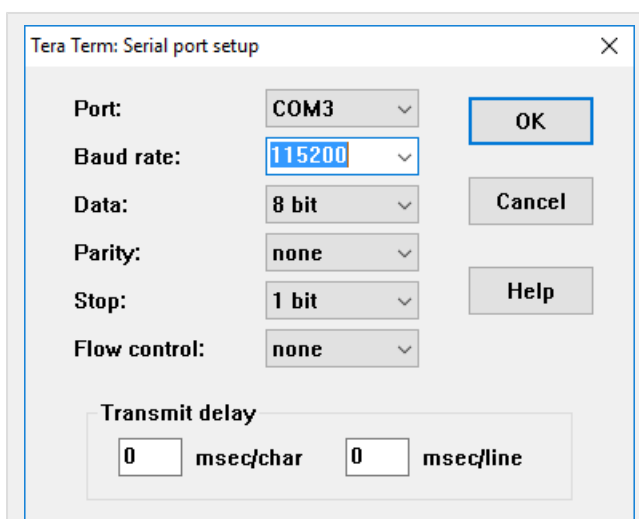 Tera Term: Serial port setup
Port: COM3 OK
Baud rate: 115200
Data: 8 bit Cancel
Parity: none
Stop: 1 bit Help
Flow control: none
Transmit delay
0 msec/char 0 msec/line